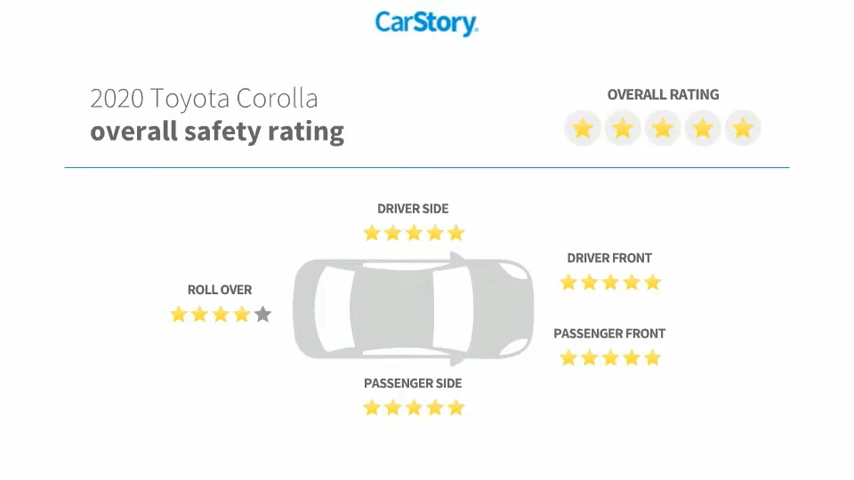 CarStory.
2020 Toyota Corolla
overall safety rating
OVERALL RATING
DRIVER SIDE
DRIVER FRONT
ROLL OVER
PASSENGER FRONT
PASSENGER SIDE